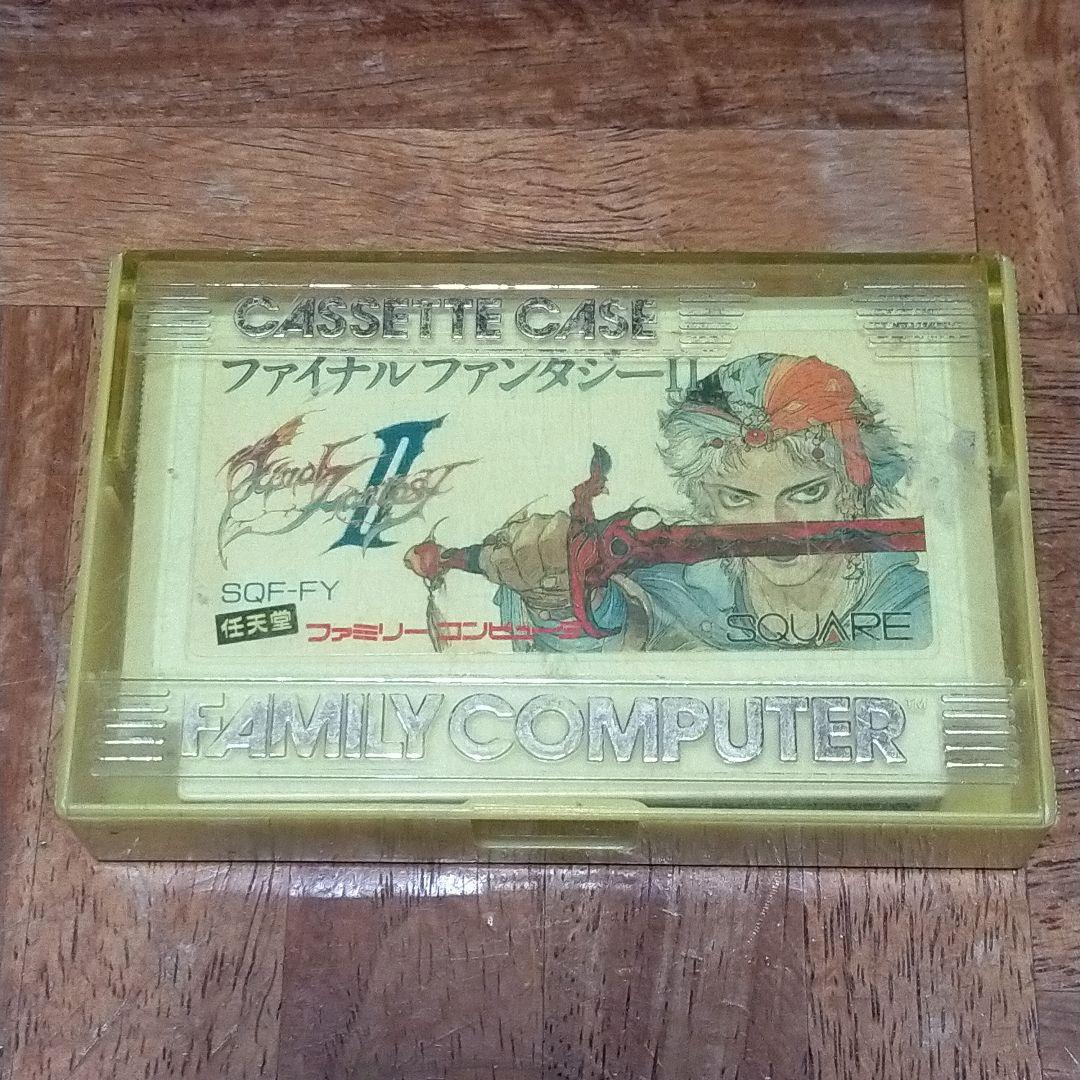 CASSETTE CASE
ファイナルファンタジーII
Final Fantasy II
SQF-FY
任天堂 ファミリーコンピュータ
SQUARE
FAMILY COMPUTER™